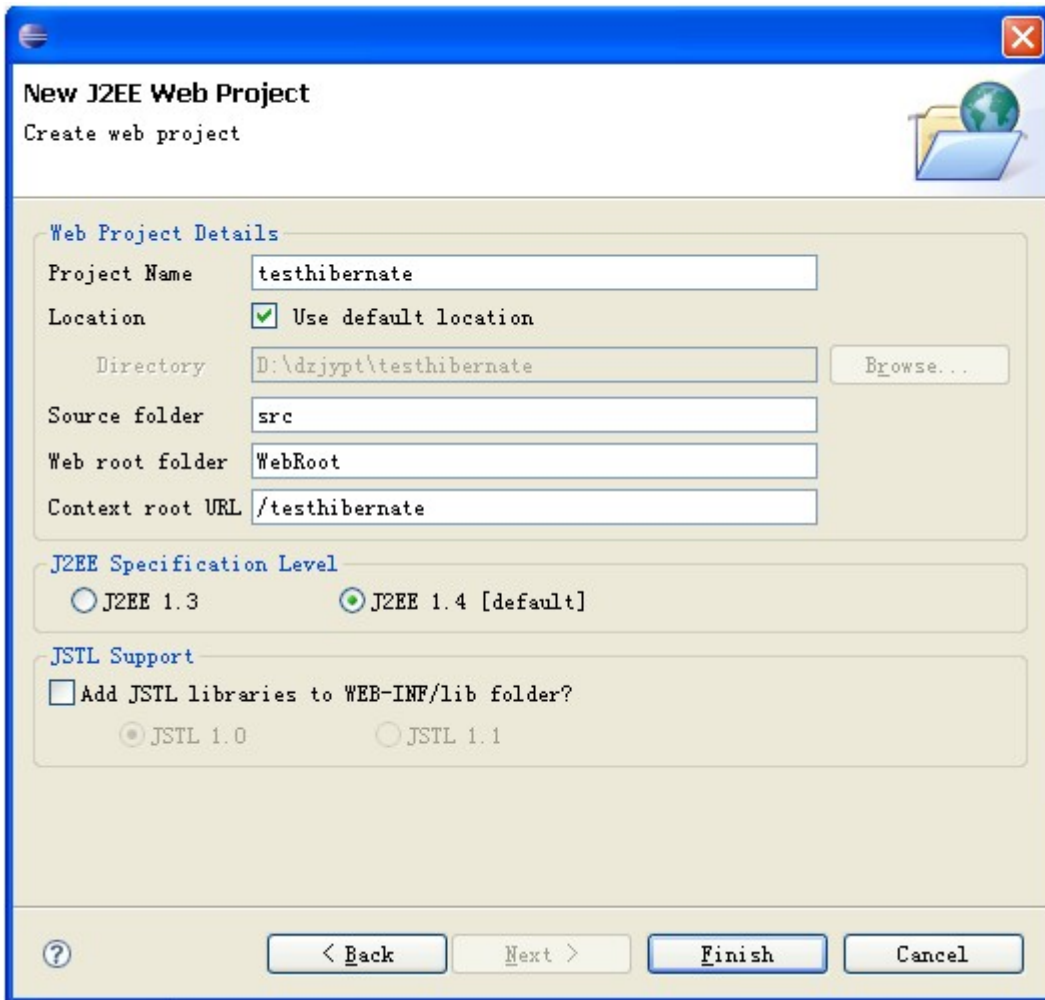 New J2EE Web Project
Create web project
Web Project Details
Project Name testhibernate
Location Use default location
Directory D:\dzjypt\testhibernate Browse...
Source folder src
Web root folder WebRoot
Context root URL /testhibernate
J2EE Specification Level
J2EE 1.3 J2EE 1.4 [default]
JSTL Support
Add JSTL libraries to WEB-INF/lib folder?
JSTL 1.0 JSTL 1.1
? < Back Next > Finish Cancel